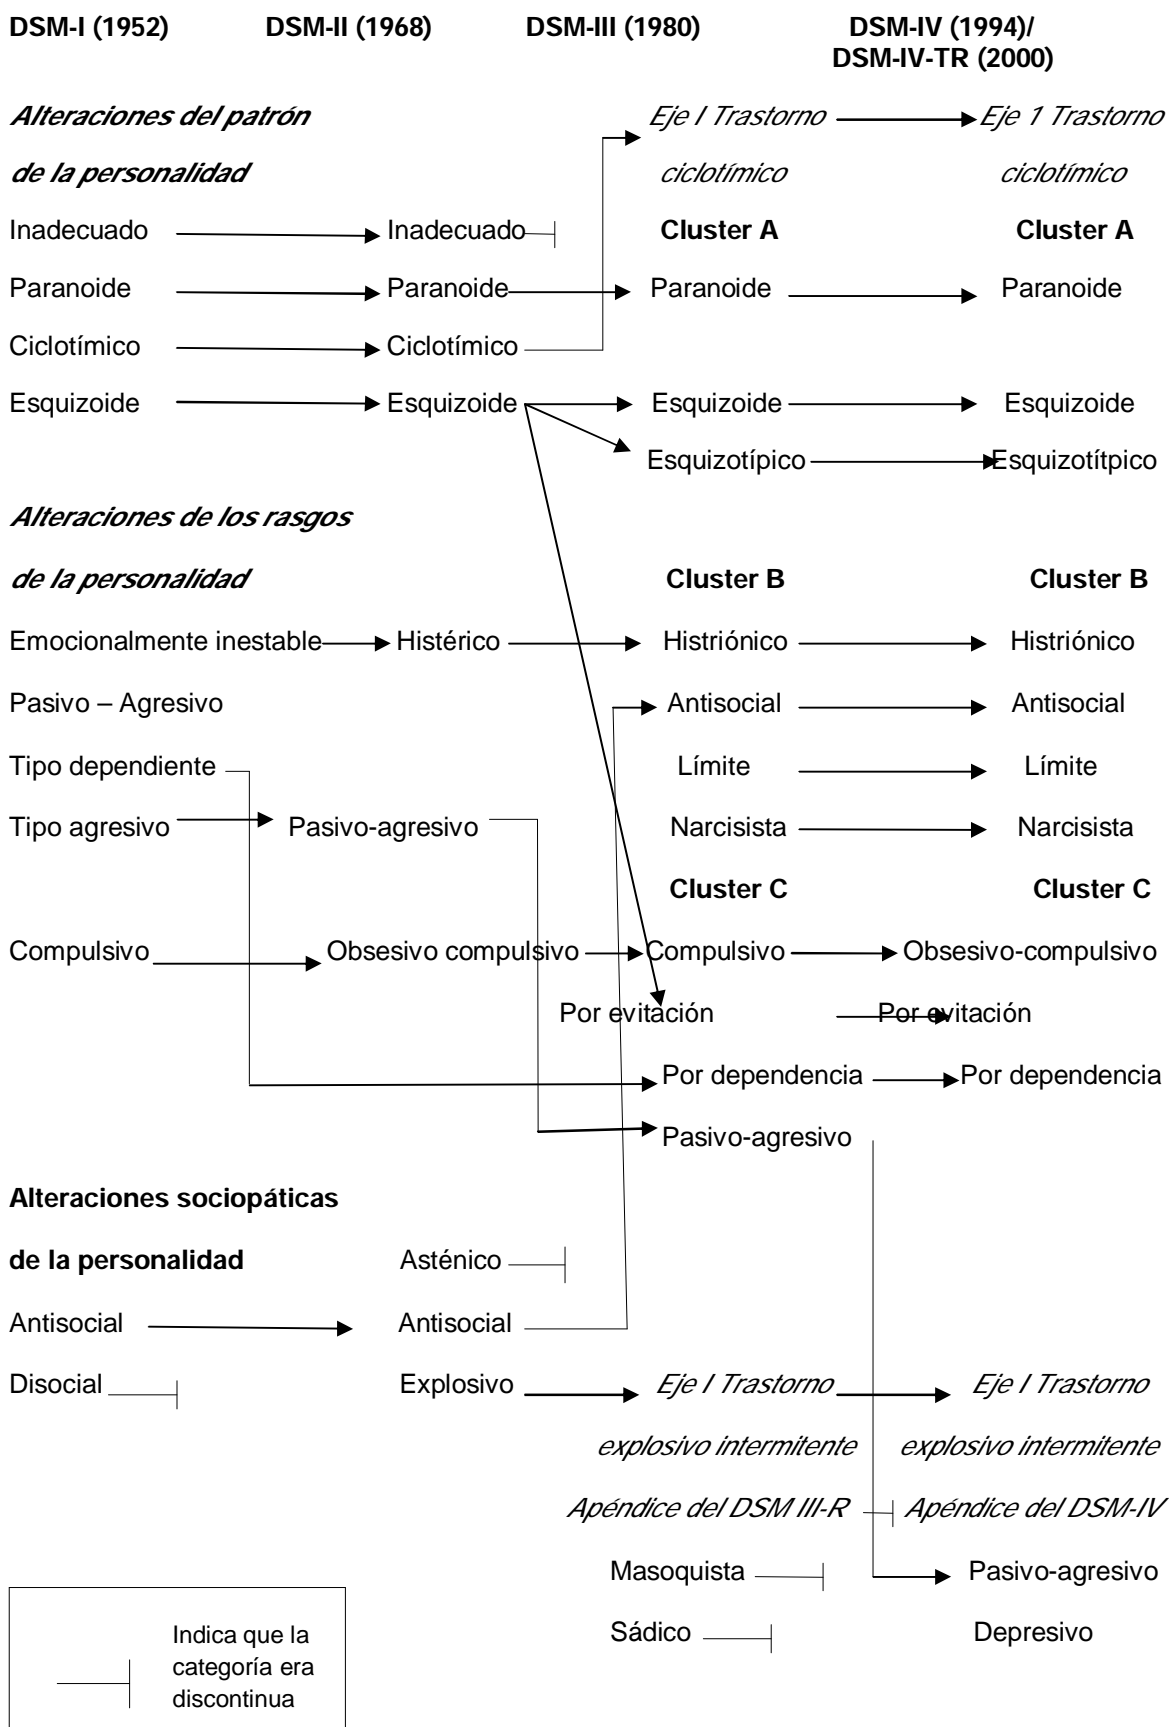 DSM-I (1952) DSM-II (1968) DSM-III (1980) DSM-IV (1994)/
DSM-IV-TR (2000)
Alteraciones del patrón Eje I Trastorno Eje 1 Trastorno
de la personalidad ciclotímico ciclotímico
Inadecuado Inadecuado Cluster A Cluster A
Paranoide Paranoide Paranoide Paranoide
Ciclotímico Ciclotímico
Esquizoide Esquizoide Esquizoide Esquizoide
Esquizotípico Esquizotítpico
Alteraciones de los rasgos
de la personalidad Cluster B Cluster B
Emocionalmente inestable Histérico Histriónico Histriónico
Pasivo – Agresivo Antisocial Antisocial
Tipo dependiente Límite Límite
Tipo agresivo Pasivo-agresivo Narcisista Narcisista
Cluster C Cluster C
Compulsivo Obsesivo compulsivo Compulsivo Obsesivo-compulsivo
Por evitación Por evitación
Por dependencia Por dependencia
Pasivo-agresivo
Alteraciones sociopáticas
de la personalidad Asténico
Antisocial Antisocial
Disocial Explosivo Eje I Trastorno Eje I Trastorno
explosivo intermitente explosivo intermitente
Apéndice del DSM III-R Apéndice del DSM-IV
Masoquista Pasivo-agresivo
Sádico Depresivo
Indica que la
categoría era
discontinua